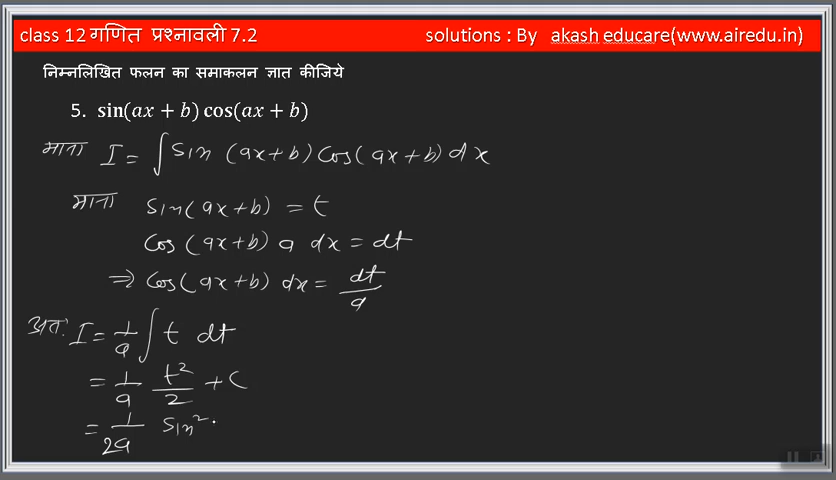 class 12 गणित प्रश्नावली 7.2 solutions : By akash educare(www.airedu.in)
निम्नलिखित फलन का समाकलन ज्ञात कीजिये
5. sin(ax + b) cos(ax + b)
माना I = ∫ sin (ax+b) cos(ax+b) dx
माना sin(ax+b) = t
cos (ax+b) a dx = dt
⇒ cos(ax+b) dx = dt/a
अतः I = 1/a ∫ t dt
= 1/a t²/2 + C
= 1/2a sin²